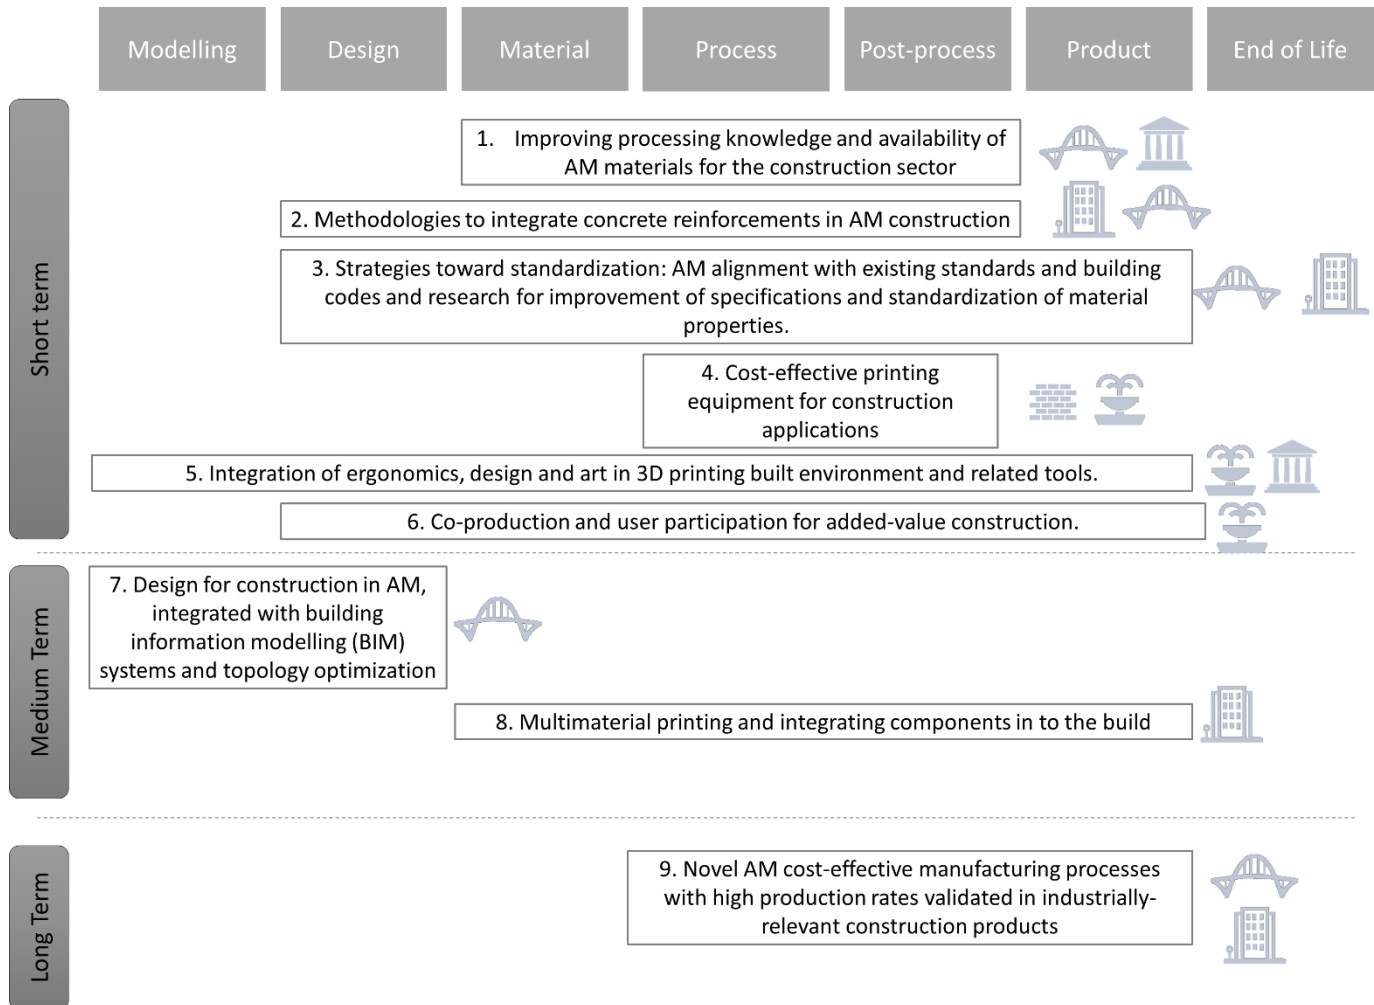 Modelling
Design
Material
Process
Post-process
Product
End of Life
Short term
1. Improving processing knowledge and availability of
AM materials for the construction sector
2. Methodologies to integrate concrete reinforcements in AM construction
3. Strategies toward standardization: AM alignment with existing standards and building
codes and research for improvement of specifications and standardization of material
properties.
4. Cost-effective printing
equipment for construction
applications
5. Integration of ergonomics, design and art in 3D printing built environment and related tools.
6. Co-production and user participation for added-value construction.
Medium Term
7. Design for construction in AM,
integrated with building
information modelling (BIM)
systems and topology optimization
8. Multimaterial printing and integrating components in to the build
Long Term
9. Novel AM cost-effective manufacturing processes
with high production rates validated in industrially-
relevant construction products